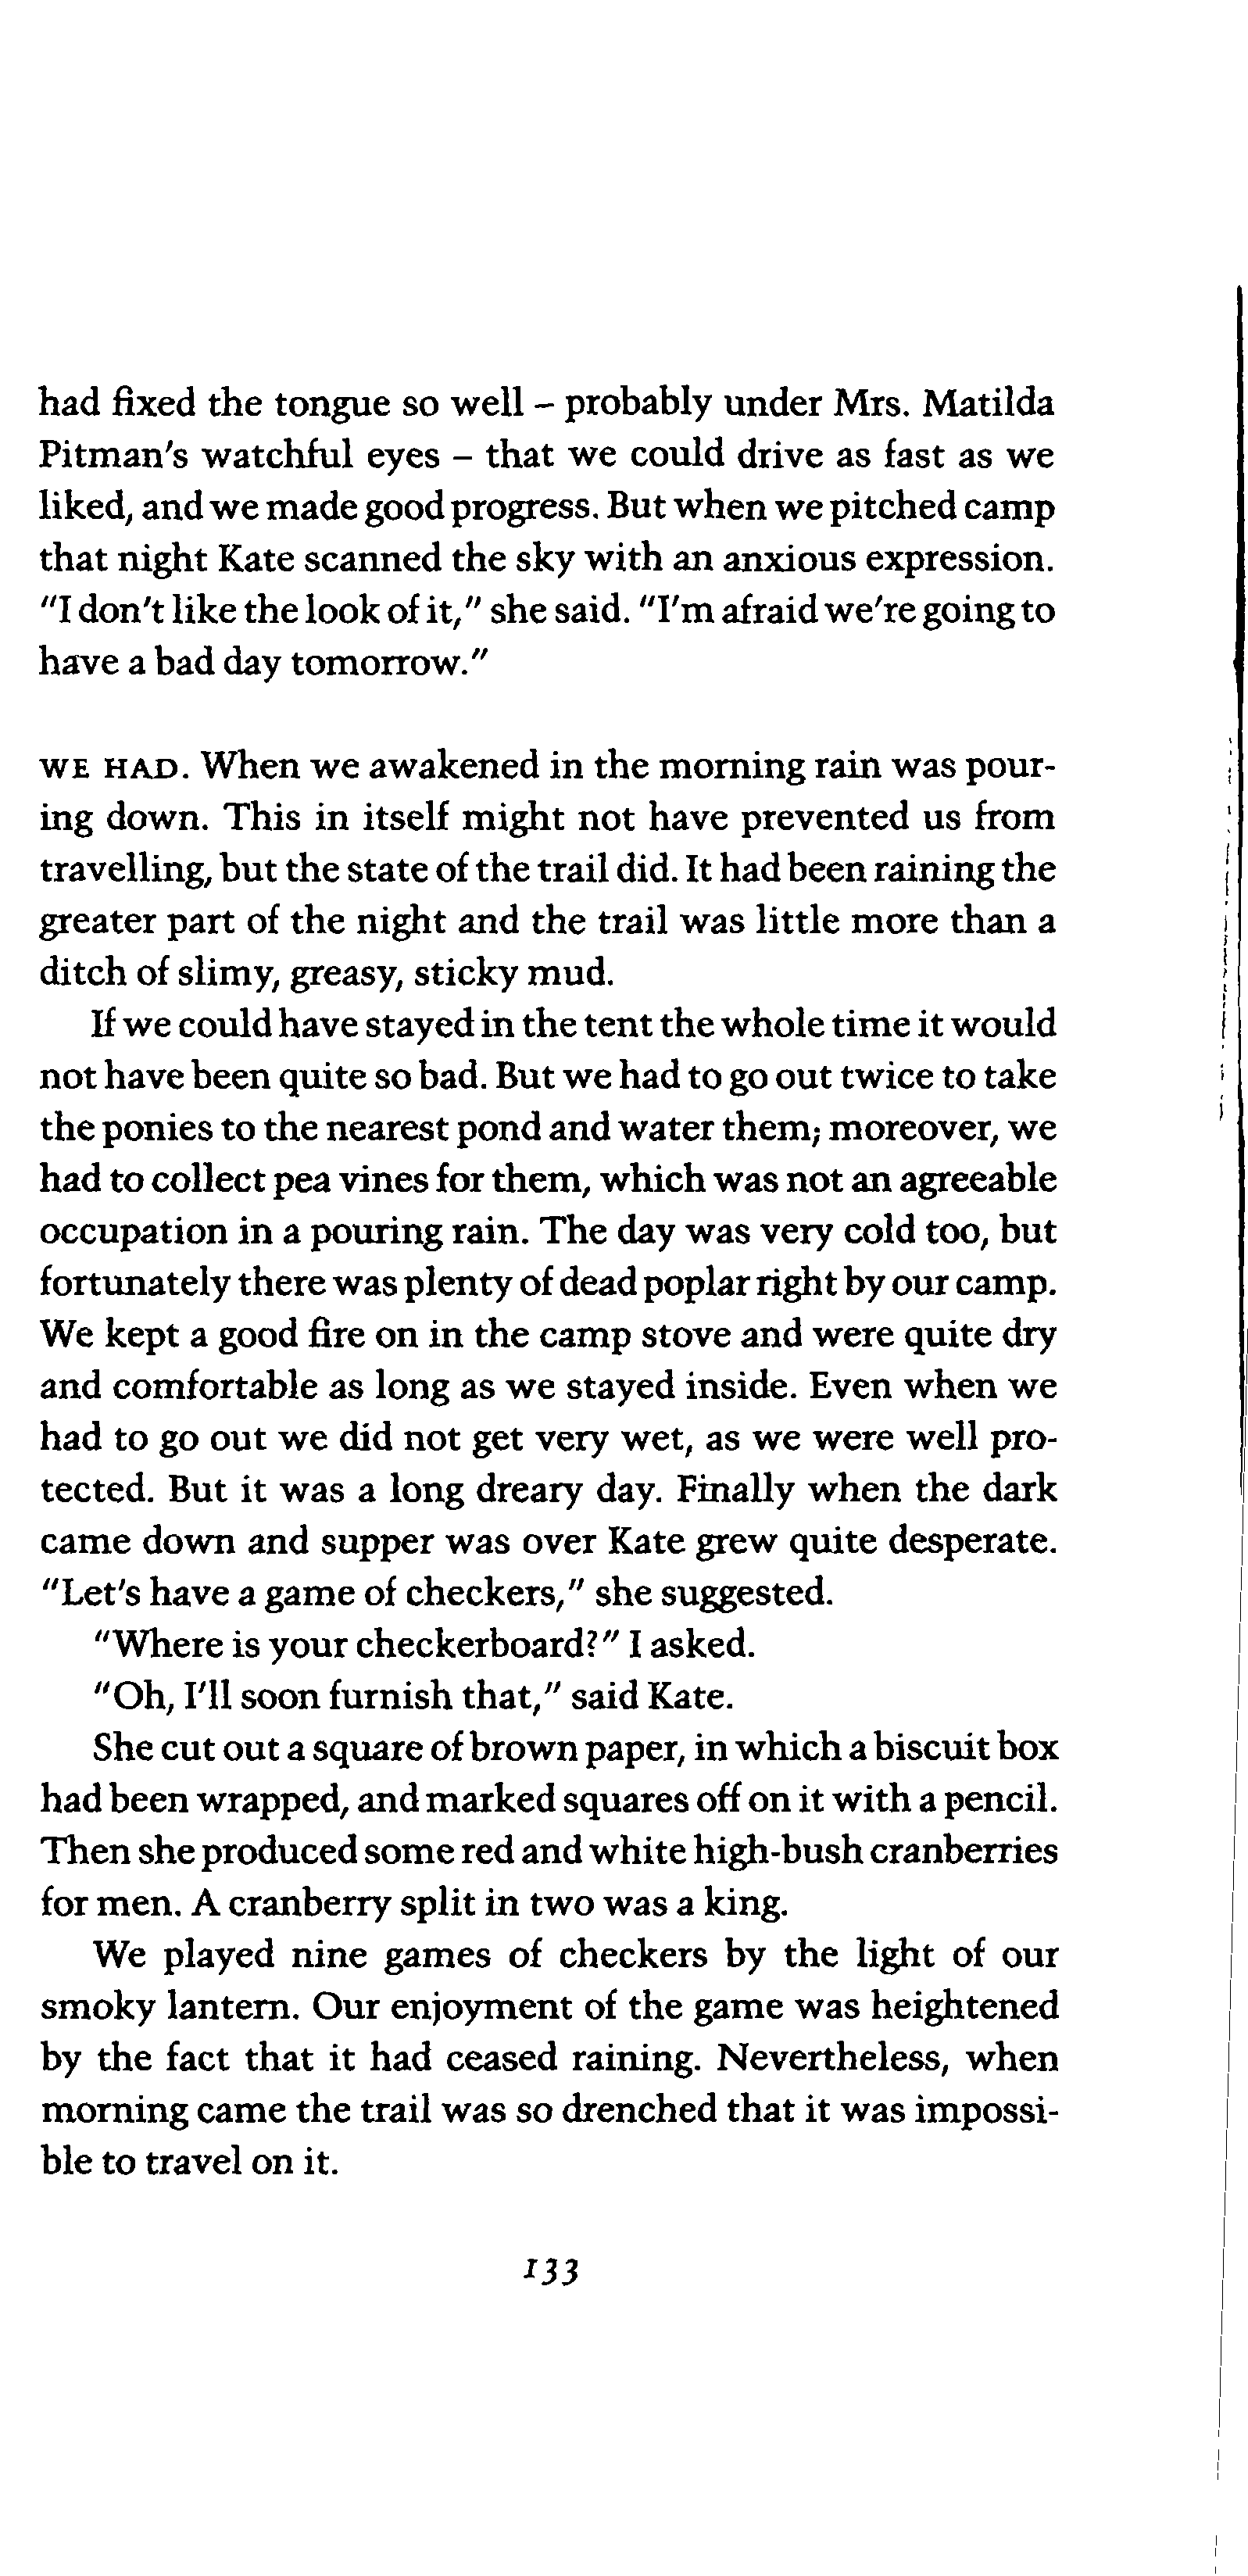 had fixed the tongue so well – probably under Mrs. Matilda
Pitman's watchful eyes – that we could drive as fast as we
liked, and we made good progress. But when we pitched camp
that night Kate scanned the sky with an anxious expression.
"I don't like the look of it," she said. "I'm afraid we're going to
have a bad day tomorrow."
WE HAD. When we awakened in the morning rain was pour-
ing down. This in itself might not have prevented us from
travelling, but the state of the trail did. It had been raining the
greater part of the night and the trail was little more than a
ditch of slimy, greasy, sticky mud.
If we could have stayed in the tent the whole time it would
not have been quite so bad. But we had to go out twice to take
the ponies to the nearest pond and water them; moreover, we
had to collect pea vines for them, which was not an agreeable
occupation in a pouring rain. The day was very cold too, but
fortunately there was plenty of dead poplar right by our camp.
We kept a good fire on in the camp stove and were quite dry
and comfortable as long as we stayed inside. Even when we
had to go out we did not get very wet, as we were well pro-
tected. But it was a long dreary day. Finally when the dark
came down and supper was over Kate grew quite desperate.
"Let's have a game of checkers," she suggested.
"Where is your checkerboard?" I asked.
"Oh, I'll soon furnish that," said Kate.
She cut out a square of brown paper, in which a biscuit box
had been wrapped, and marked squares off on it with a pencil.
Then she produced some red and white high-bush cranberries
for men. A cranberry split in two was a king.
We played nine games of checkers by the light of our
smoky lantern. Our enjoyment of the game was heightened
by the fact that it had ceased raining. Nevertheless, when
morning came the trail was so drenched that it was impossi-
ble to travel on it.
133